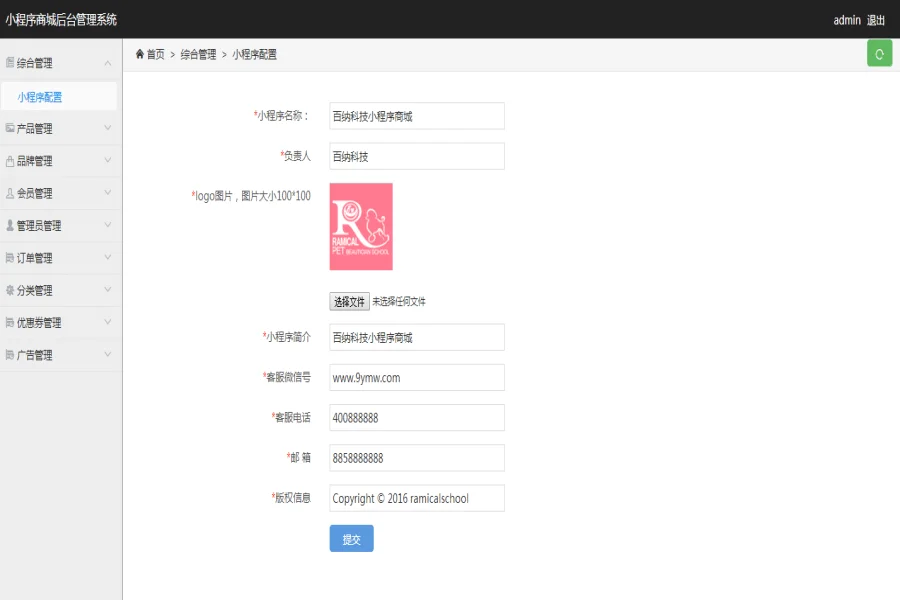 小程序商城后台管理系统
admin 退出
首页 > 综合管理 > 小程序配置
综合管理
小程序配置
产品管理
品牌管理
会员管理
管理员管理
订单管理
分类管理
优惠券管理
广告管理
*小程序名称： 百纳科技小程序商城
*负责人 百纳科技
*logo图片，图片大小100*100
R
RAMICAL
PET BEAUTICIAN SCHOOL
选择文件 未选择任何文件
*小程序简介 百纳科技小程序商城
*客服微信号 www.9ymw.com
*客服电话 400888888
*邮 箱 8858888888
*版权信息 Copyright © 2016 ramicalschool
提交